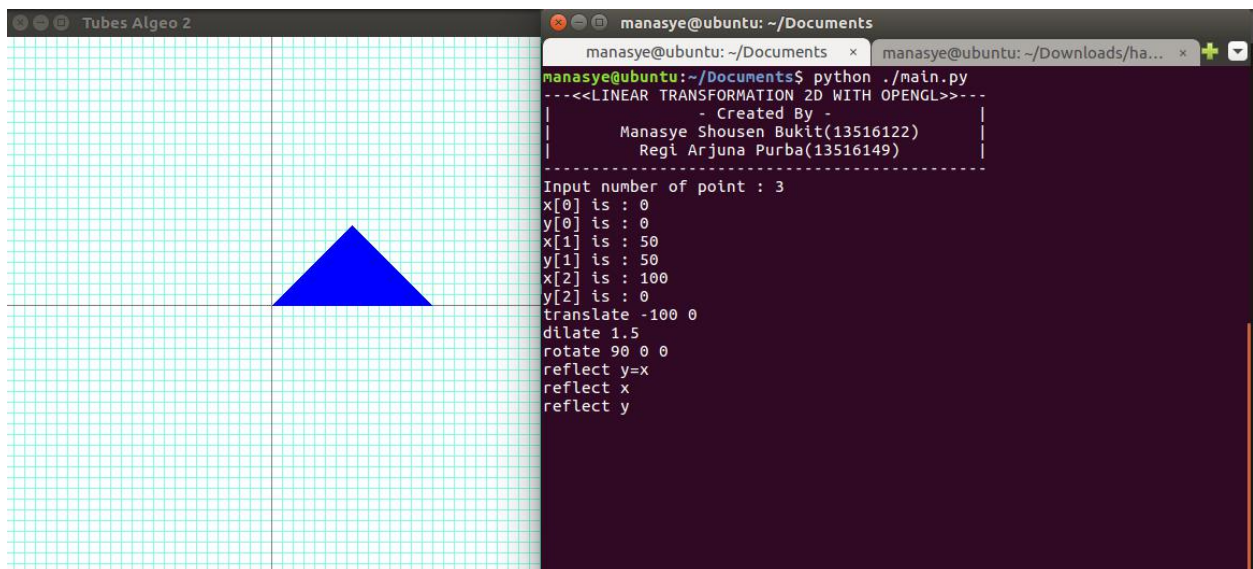 Tubes Algeo 2
manasye@ubuntu: ~/Documents
manasye@ubuntu: ~/Documents × manasye@ubuntu: ~/Downloads/ha... ×
manasye@ubuntu:~/Documents$ python ./main.py
---<<LINEAR TRANSFORMATION 2D WITH OPENGL>>---
| - Created By - |
| Manasye Shousen Bukit(13516122) |
| Regi Arjuna Purba(13516149) |
----------------------------------------------
Input number of point : 3
x[0] is : 0
y[0] is : 0
x[1] is : 50
y[1] is : 50
x[2] is : 100
y[2] is : 0
translate -100 0
dilate 1.5
rotate 90 0 0
reflect y=x
reflect x
reflect y